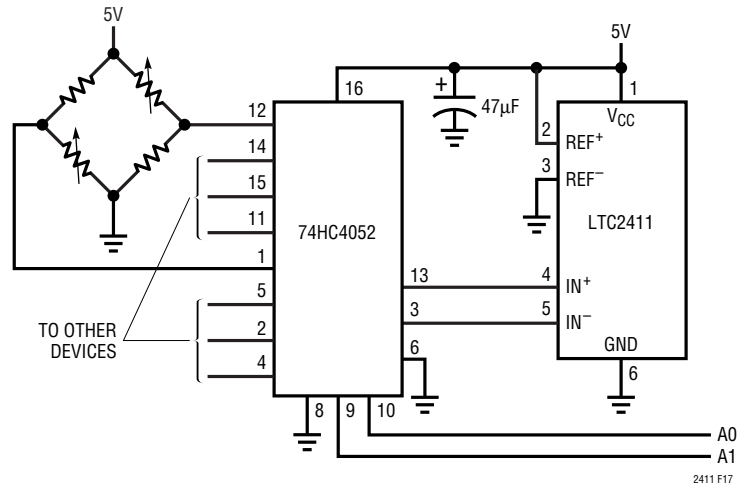 5V
5V
16
+
47µF
1
VCC
12
2
REF+
14
3
REF–
15
11
74HC4052
LTC2411
1
13
4
IN+
5
3
5
IN–
TO OTHER
DEVICES
2
6
GND
4
6
8
9
10
A0
A1
2411 F17